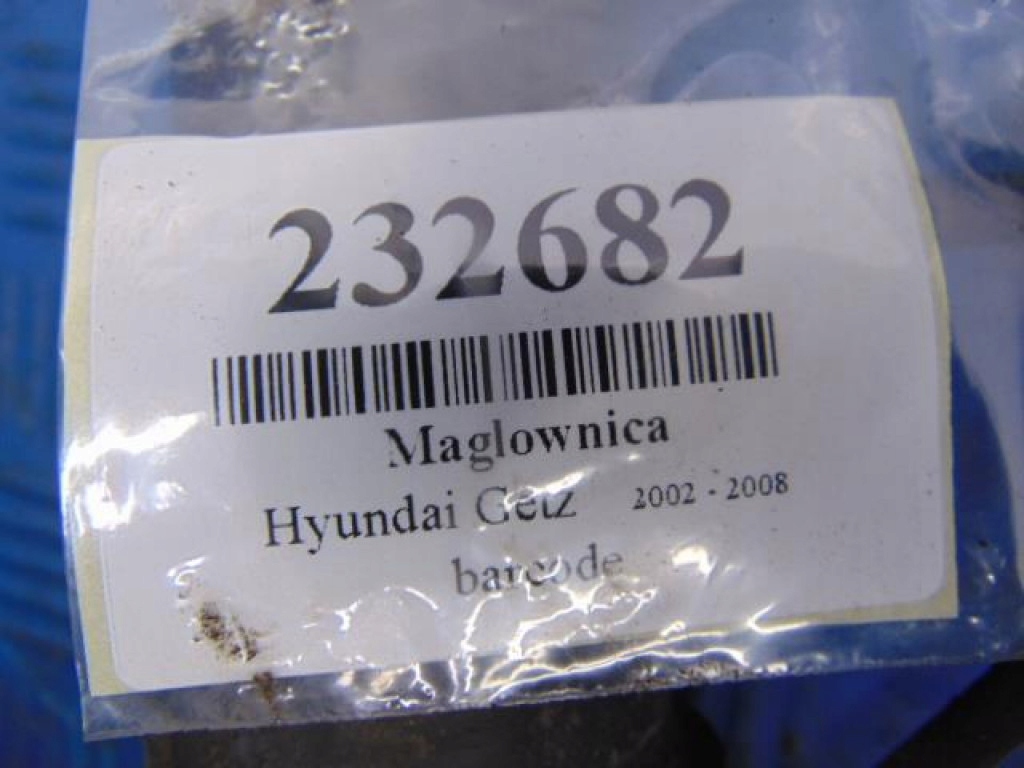 232682
Maglownica
Hyundai Getz 2002 - 2008
barcode